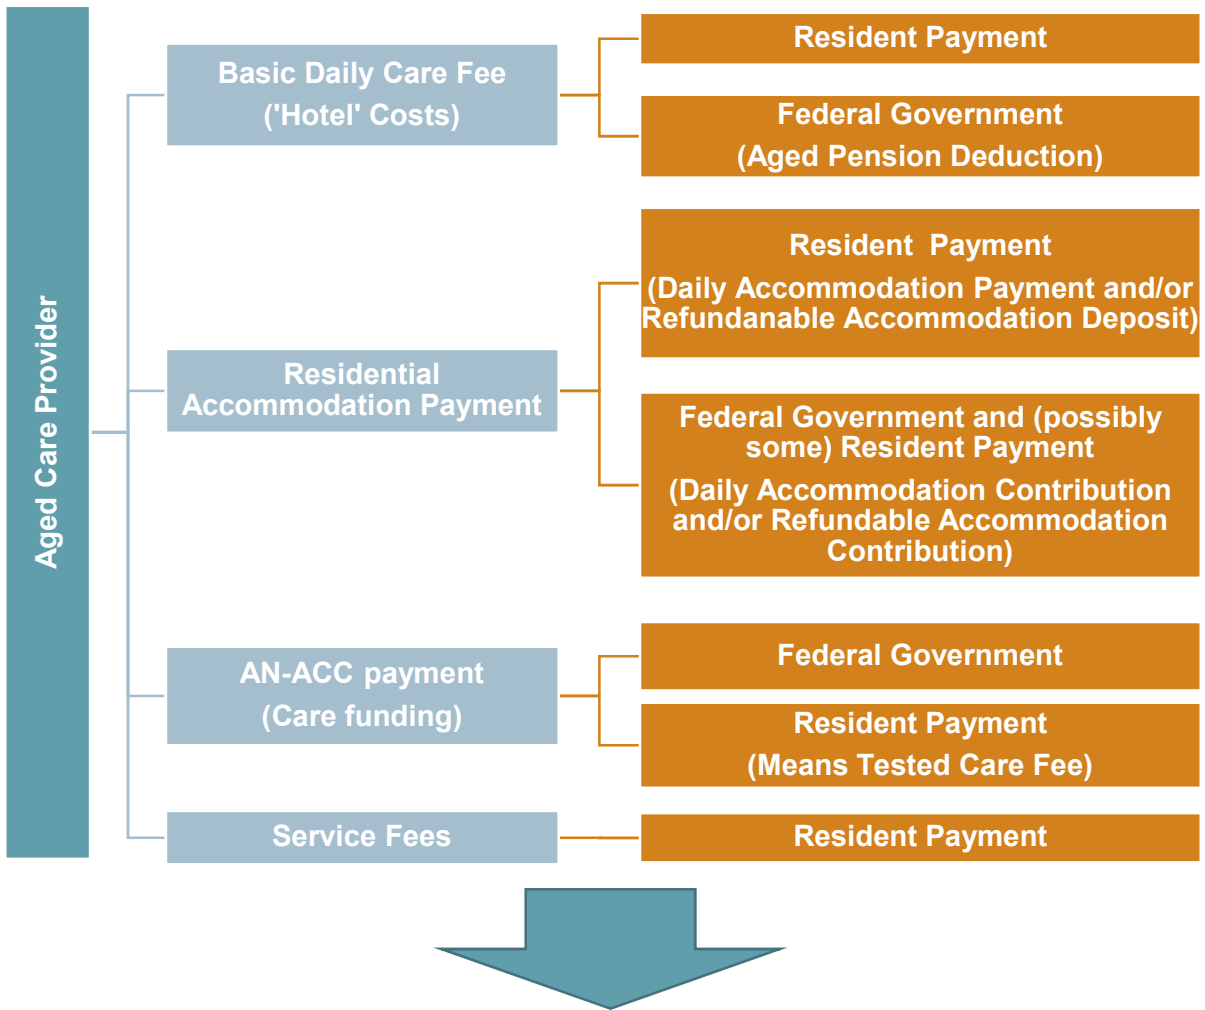 Aged Care Provider
Basic Daily Care Fee
('Hotel' Costs)
Resident Payment
Federal Government
(Aged Pension Deduction)
Residential
Accommodation Payment
Resident  Payment
(Daily Accommodation Payment and/or
Refundanable Accommodation Deposit)
Federal Government and (possibly
some) Resident Payment
(Daily Accommodation Contribution
and/or Refundable Accommodation
Contribution)
AN-ACC payment
(Care funding)
Federal Government
Resident Payment
(Means Tested Care Fee)
Service Fees
Resident Payment